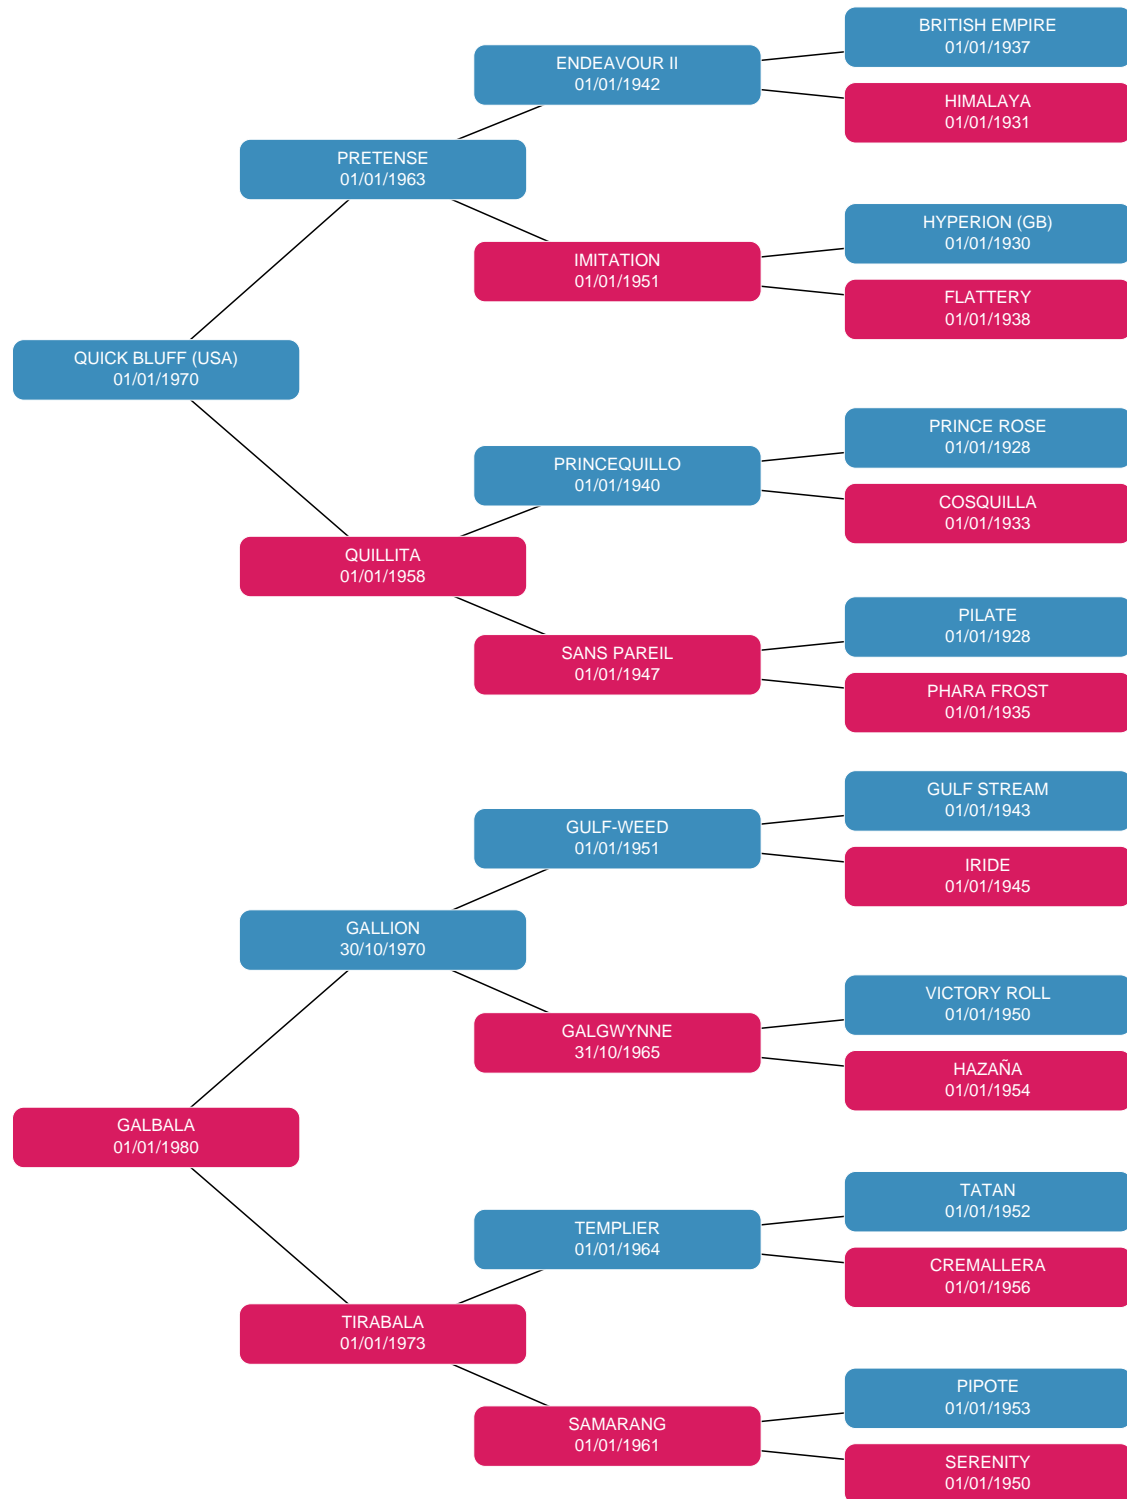 BRITISH EMPIRE
01/01/1937
ENDEAVOUR II
01/01/1942
HIMALAYA
01/01/1931
PRETENSE
01/01/1963
HYPERION (GB)
01/01/1930
IMITATION
01/01/1951
FLATTERY
01/01/1938
QUICK BLUFF (USA)
01/01/1970
PRINCE ROSE
01/01/1928
PRINCEQUILLO
01/01/1940
COSQUILLA
01/01/1933
QUILLITA
01/01/1958
PILATE
01/01/1928
SANS PAREIL
01/01/1947
PHARA FROST
01/01/1935
GULF STREAM
01/01/1943
GULF-WEED
01/01/1951
IRIDE
01/01/1945
GALLION
30/10/1970
VICTORY ROLL
01/01/1950
GALGWYNNE
31/10/1965
HAZAÑA
01/01/1954
GALBALA
01/01/1980
TATAN
01/01/1952
TEMPLIER
01/01/1964
CREMALLERA
01/01/1956
TIRABALA
01/01/1973
PIPOTE
01/01/1953
SAMARANG
01/01/1961
SERENITY
01/01/1950